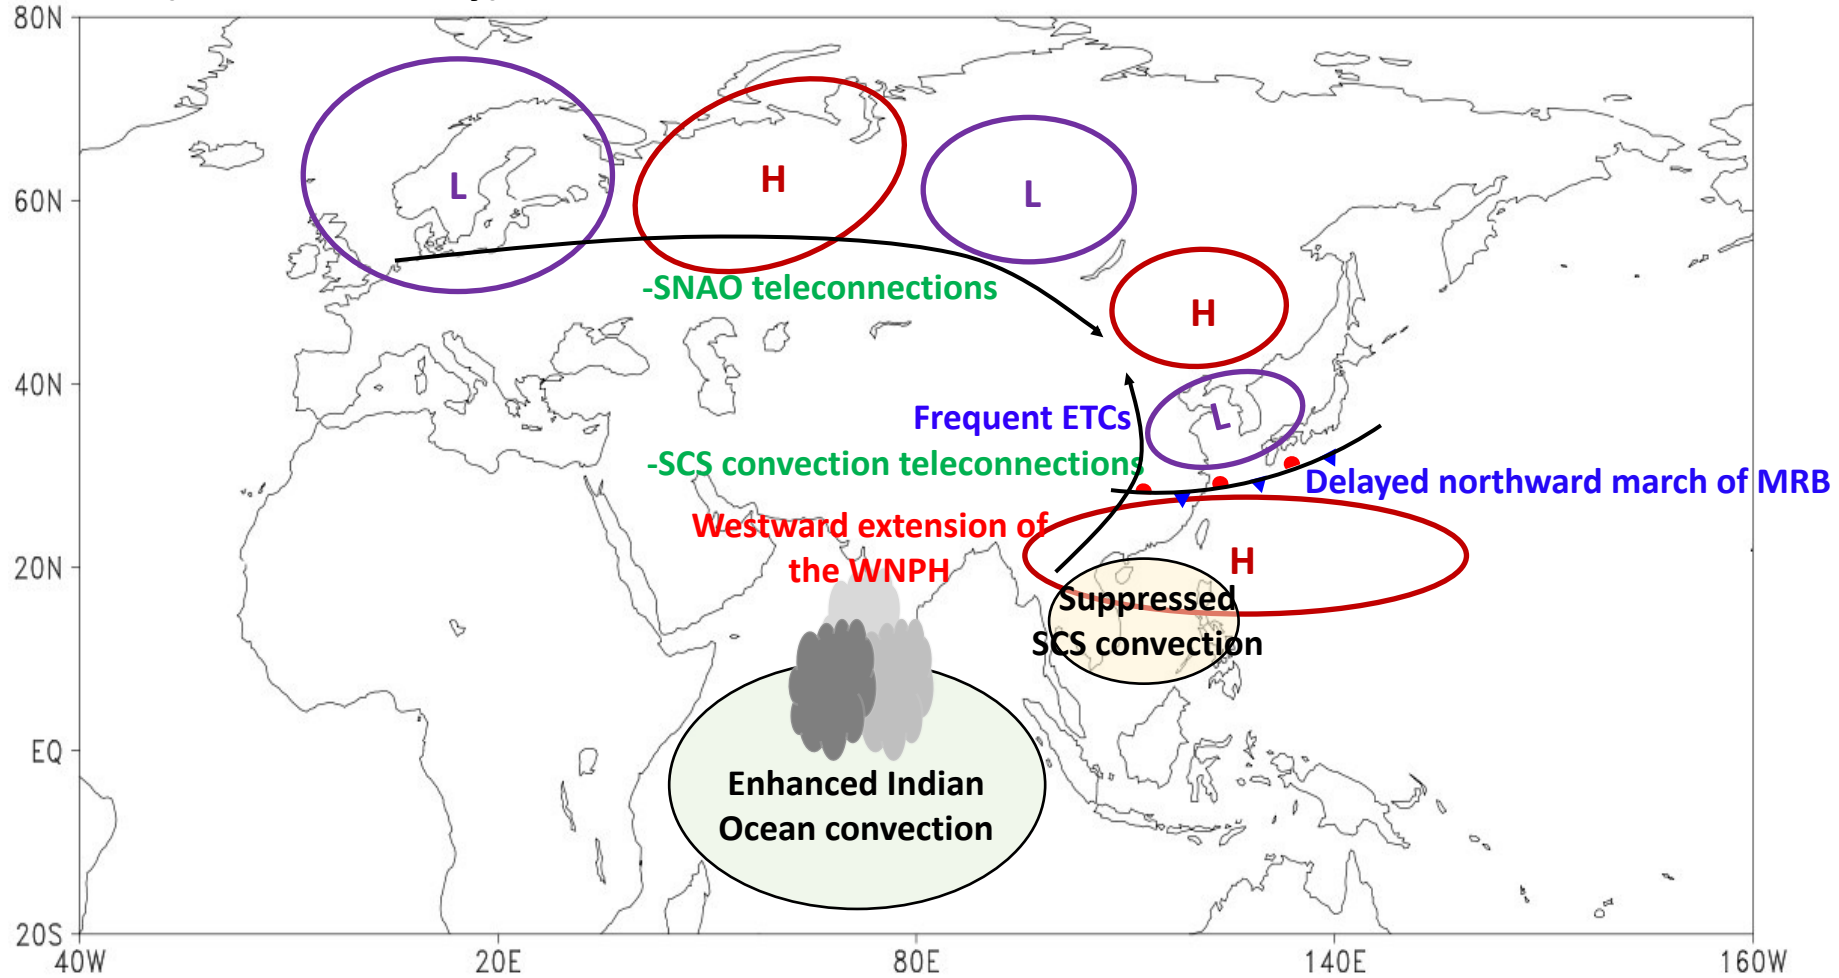 80N
L
H
L
60N
-SNAO teleconnections
H
40N
Frequent ETCs
L
-SCS convection teleconnections
Delayed northward march of MRB
Westward extension of
the WNPH
H
20N
Suppressed
SCS convection
EQ
Enhanced Indian
Ocean convection
20S
40W
20E
80E
140E
160W